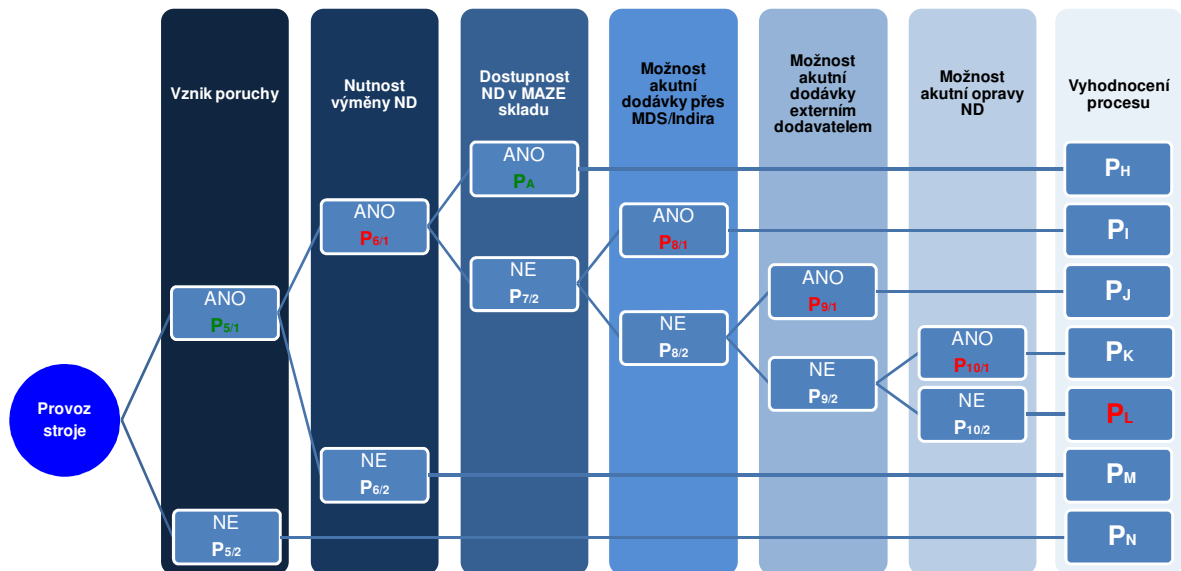 Vznik poruchy
Nutnost
výměny ND
Dostupnost
ND v MAZE
skladu
Možnost
akutní
dodávky přes
MDS/Indira
Možnost
akutní
dodávky
externím
dodavatelem
Možnost
akutní opravy
ND
Vyhodnocení
procesu
Provoz
stroje
ANO
P5/1
NE
P5/2
ANO
P6/1
NE
P6/2
ANO
PA
NE
P7/2
ANO
P8/1
NE
P8/2
ANO
P9/1
NE
P9/2
ANO
P10/1
NE
P10/2
PH
PI
PJ
PK
PL
PM
PN